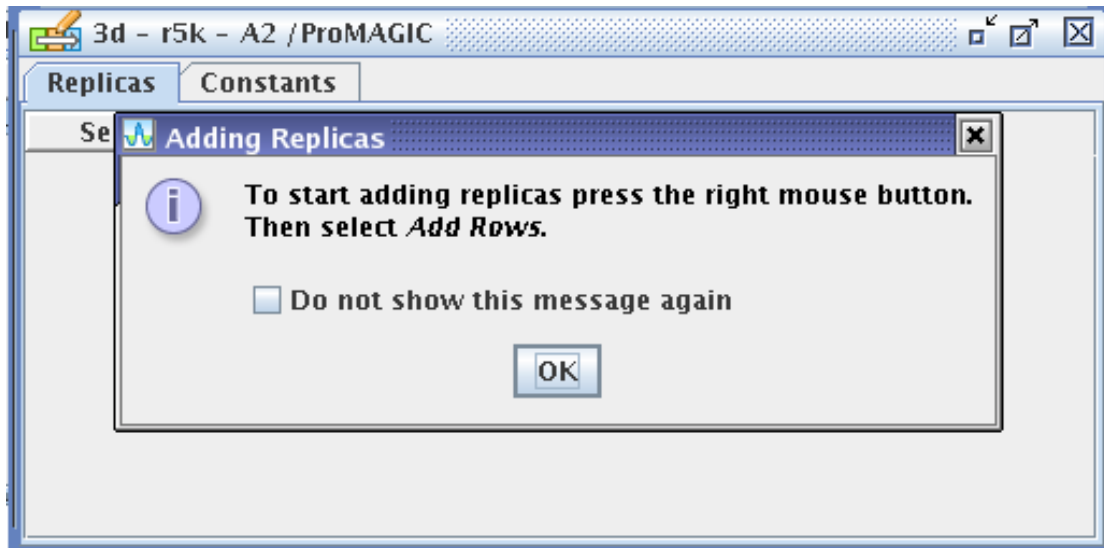 3d - r5k - A2 /ProMAGIC
Replicas Constants
Adding Replicas
To start adding replicas press the right mouse button.
Then select Add Rows.
Do not show this message again
OK